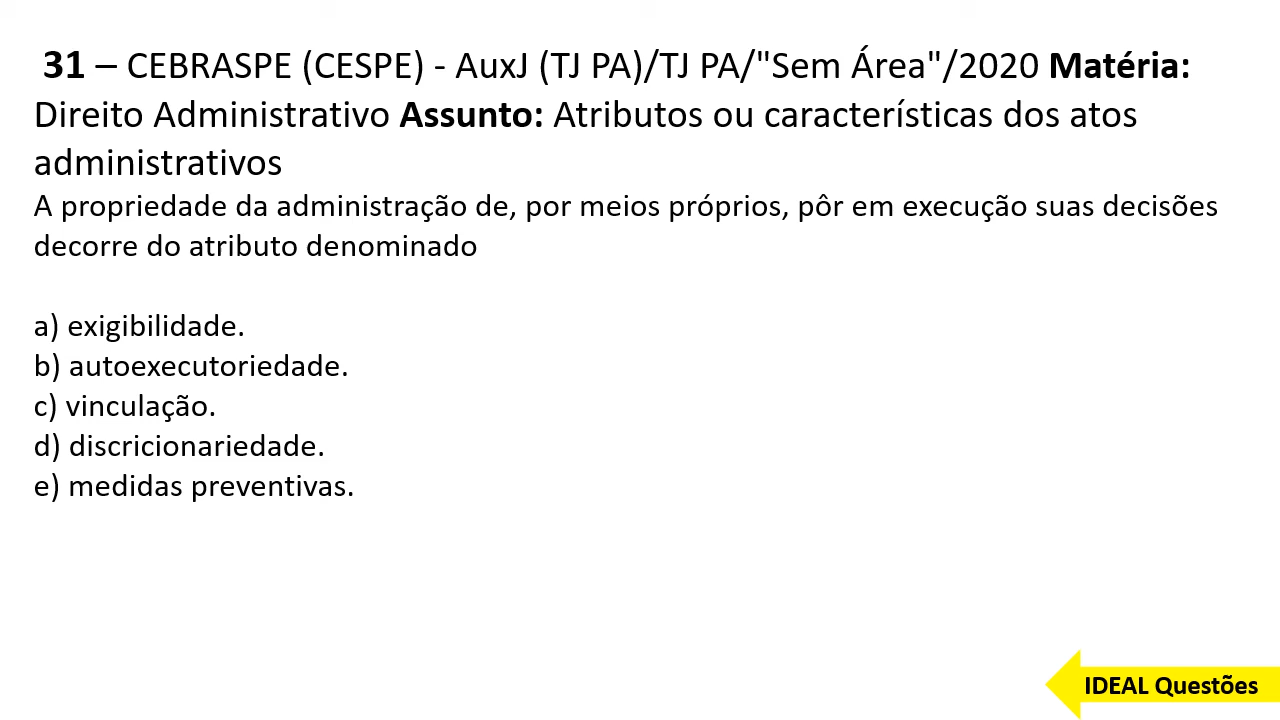 31 – CEBRASPE (CESPE) - AuxJ (TJ PA)/TJ PA/"Sem Área"/2020 Matéria:
Direito Administrativo Assunto: Atributos ou características dos atos
administrativos
A propriedade da administração de, por meios próprios, pôr em execução suas decisões
decorre do atributo denominado
a) exigibilidade.
b) autoexecutoriedade.
c) vinculação.
d) discricionariedade.
e) medidas preventivas.
IDEAL Questões